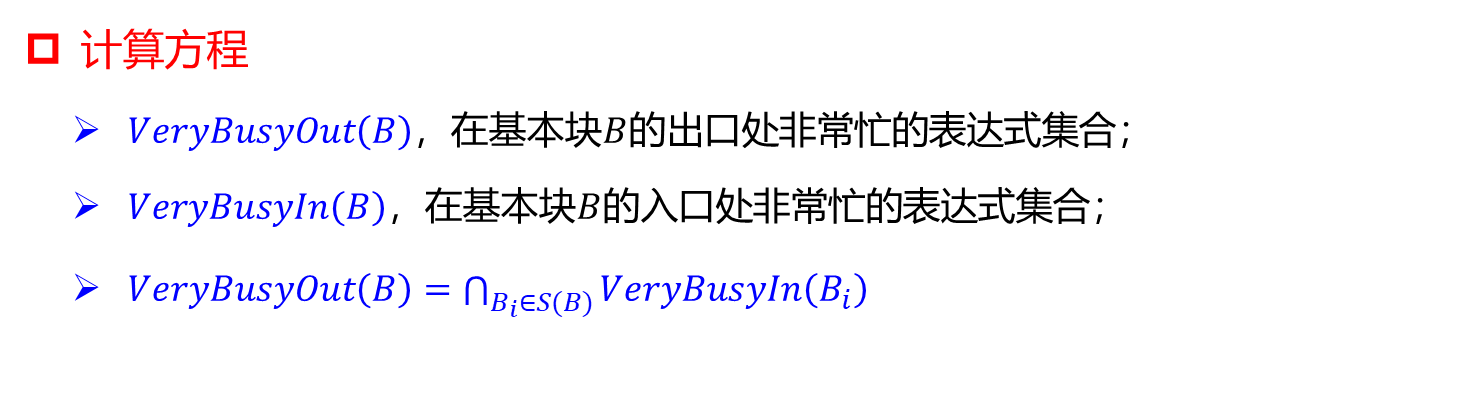 计算方程
VeryBusyOut(B)，在基本块B的出口处非常忙的表达式集合；
VeryBusyIn(B)，在基本块B的入口处非常忙的表达式集合；
VeryBusyOut(B) = ⋂_{B_i∈S(B)} VeryBusyIn(B_i)